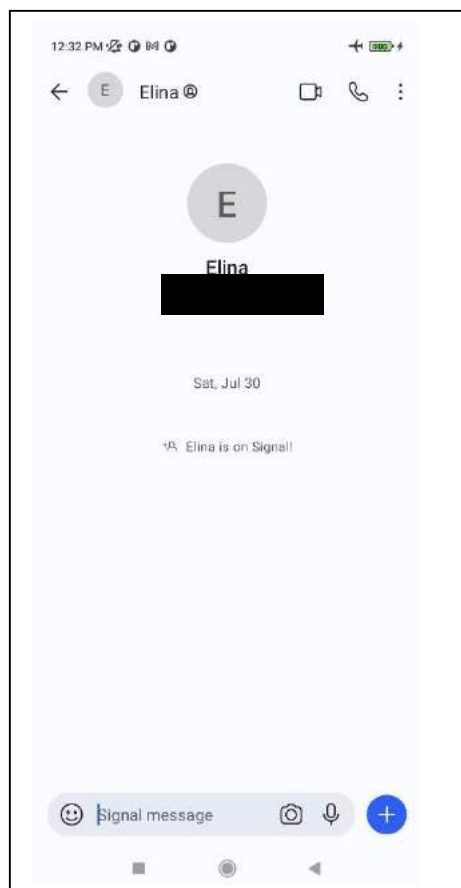 12:32 PM
E Elina
E
Elina
Sat, Jul 30
Elina is on Signal!
Signal message